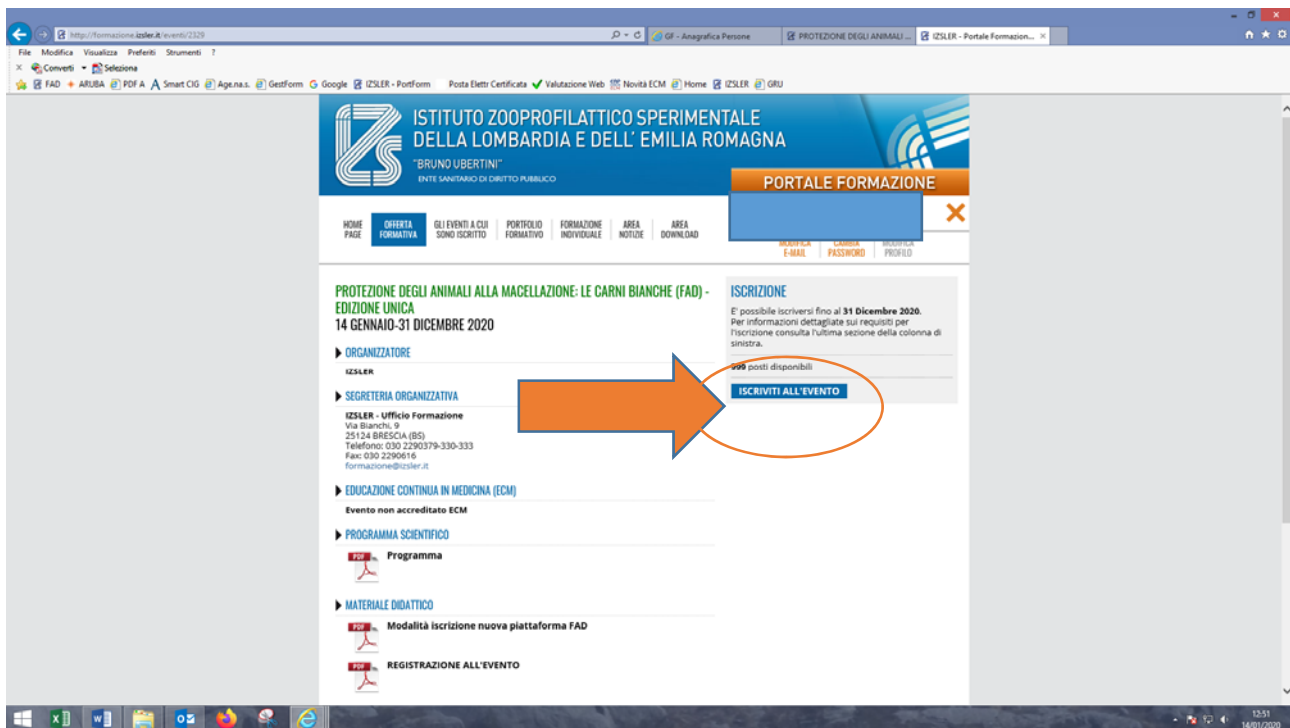 http://formazione.izsler.it/eventi/2329
GF - Anagrafica Persone
PROTEZIONE DEGLI ANIMALI ...
IZSLER - Portale Formazion...
File Modifica Visualizza Preferiti Strumenti ?
Converti Seleziona
FAD ARUBA PDF A Smart CIG Age.na.s. GestForm Google IZSLER - PortForm Posta Elettr Certificata Valutazione Web Novità ECM Home IZSLER GRU
ISTITUTO ZOOPROFILATTICO SPERIMENTALE
DELLA LOMBARDIA E DELL' EMILIA ROMAGNA
"BRUNO UBERTINI"
ENTE SANITARIO DI DIRITTO PUBBLICO
PORTALE FORMAZIONE
HOME PAGE
OFFERTA FORMATIVA
GLI EVENTI A CUI SONO ISCRITTO
PORTFOLIO FORMATIVO
FORMAZIONE INDIVIDUALE
AREA NOTIZIE
AREA DOWNLOAD
MODIFICA E-MAIL
CAMBIA PASSWORD
MODIFICA PROFILO
PROTEZIONE DEGLI ANIMALI ALLA MACELLAZIONE: LE CARNI BIANCHE (FAD) -
EDIZIONE UNICA
14 GENNAIO-31 DICEMBRE 2020
ORGANIZZATORE
IZSLER
SEGRETERIA ORGANIZZATIVA
IZSLER - Ufficio Formazione
Via Bianchi, 9
25124 BRESCIA (BS)
Telefono: 030 2290379-330-333
Fax: 030 2290616
formazione@izsler.it
EDUCAZIONE CONTINUA IN MEDICINA (ECM)
Evento non accreditato ECM
PROGRAMMA SCIENTIFICO
PDF
Programma
MATERIALE DIDATTICO
PDF
Modalità iscrizione nuova piattaforma FAD
PDF
REGISTRAZIONE ALL'EVENTO
ISCRIZIONE
E' possibile iscriversi fino al 31 Dicembre 2020.
Per informazioni dettagliate sui requisiti per
l'iscrizione consulta l'ultima sezione della colonna di
sinistra.
999 posti disponibili
ISCRIVITI ALL'EVENTO
12:51
14/01/2020